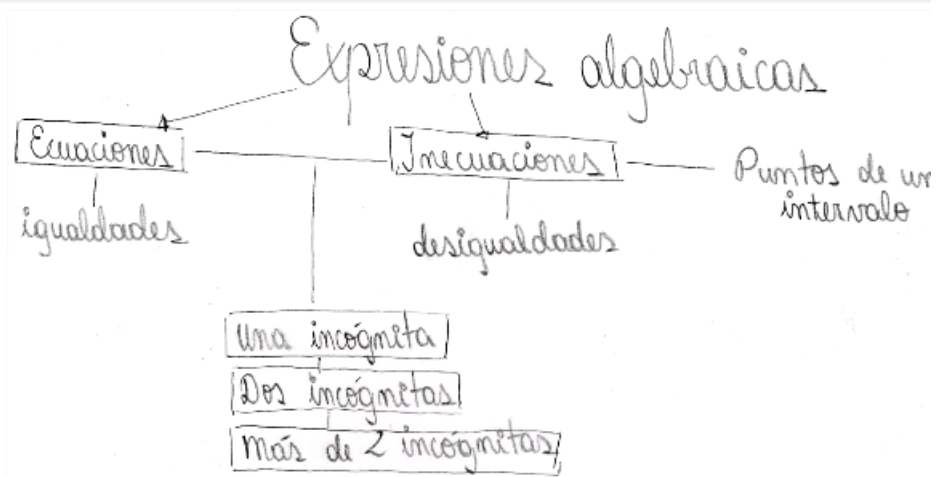 Expresiones algebraicas
Ecuaciones
Inecuaciones
Puntos de un
intervalo
igualdades
desigualdades
Una incógnita
Dos incógnitas
Más de 2 incógnitas